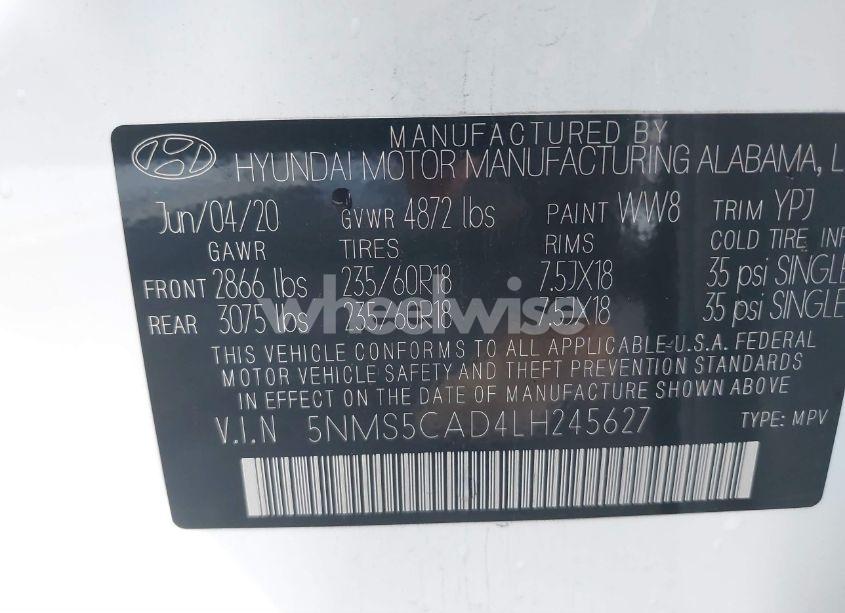 MANUFACTURED BY
HYUNDAI MOTOR MANUFACTURING ALABAMA, L
Jun/04/20 GVWR 4872 lbs PAINT WW8 TRIM YPJ
GAWR TIRES RIMS COLD TIRE INF
FRONT 2866 lbs 235/60R18 7.5JX18 35 psi SINGLE
REAR 3075 lbs 235/60R18 7.5JX18 35 psi SINGLE
wheelwise
THIS VEHICLE CONFORMS TO ALL APPLICABLE U.S.A. FEDERAL
MOTOR VEHICLE SAFETY AND THEFT PREVENTION STANDARDS
IN EFFECT ON THE DATE OF MANUFACTURE SHOWN ABOVE
V.I.N 5NMS5CAD4LH245627 TYPE: MPV